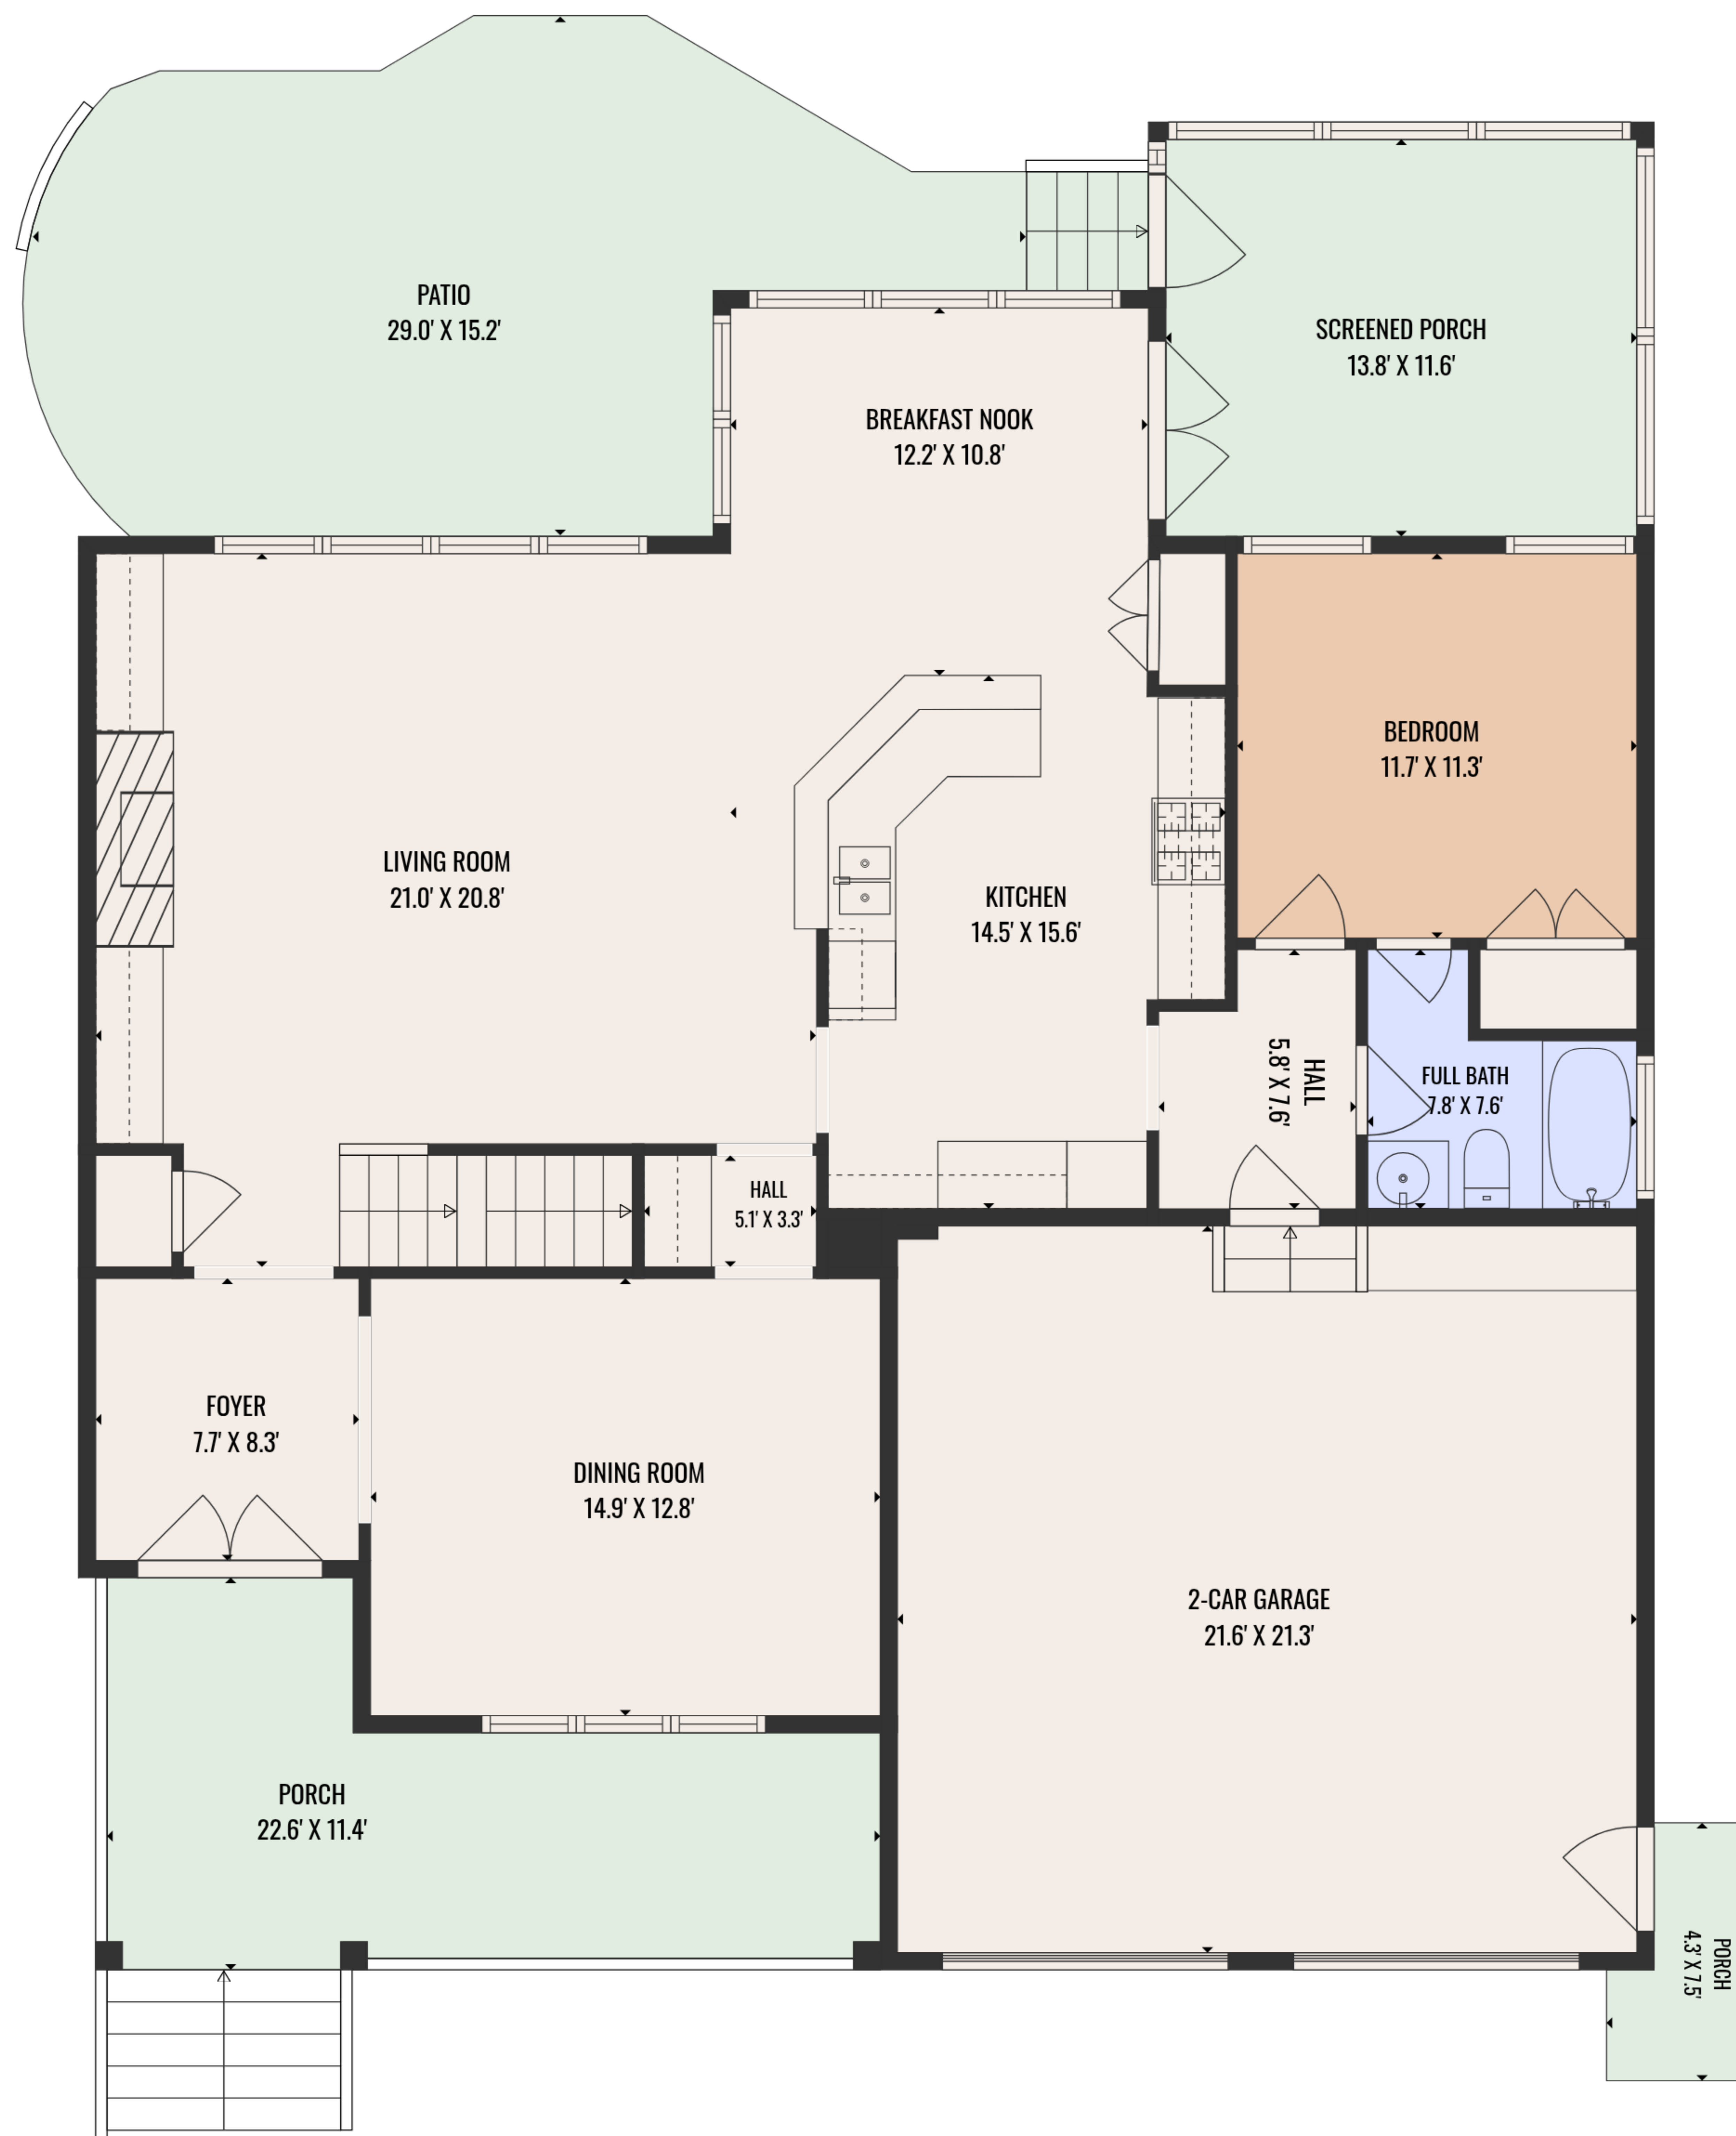 PATIO
29.0' X 15.2'
SCREENED PORCH
13.8' X 11.6'
BREAKFAST NOOK
12.2' X 10.8'
BEDROOM
11.7' X 11.3'
LIVING ROOM
21.0' X 20.8'
KITCHEN
14.5' X 15.6'
HALL
5.8' X 7.6'
FULL BATH
7.8' X 7.6'
HALL
5.1' X 3.3'
FOYER
7.7' X 8.3'
DINING ROOM
14.9' X 12.8'
2-CAR GARAGE
21.6' X 21.3'
PORCH
22.6' X 11.4'
PORCH
4.3' X 7.5'